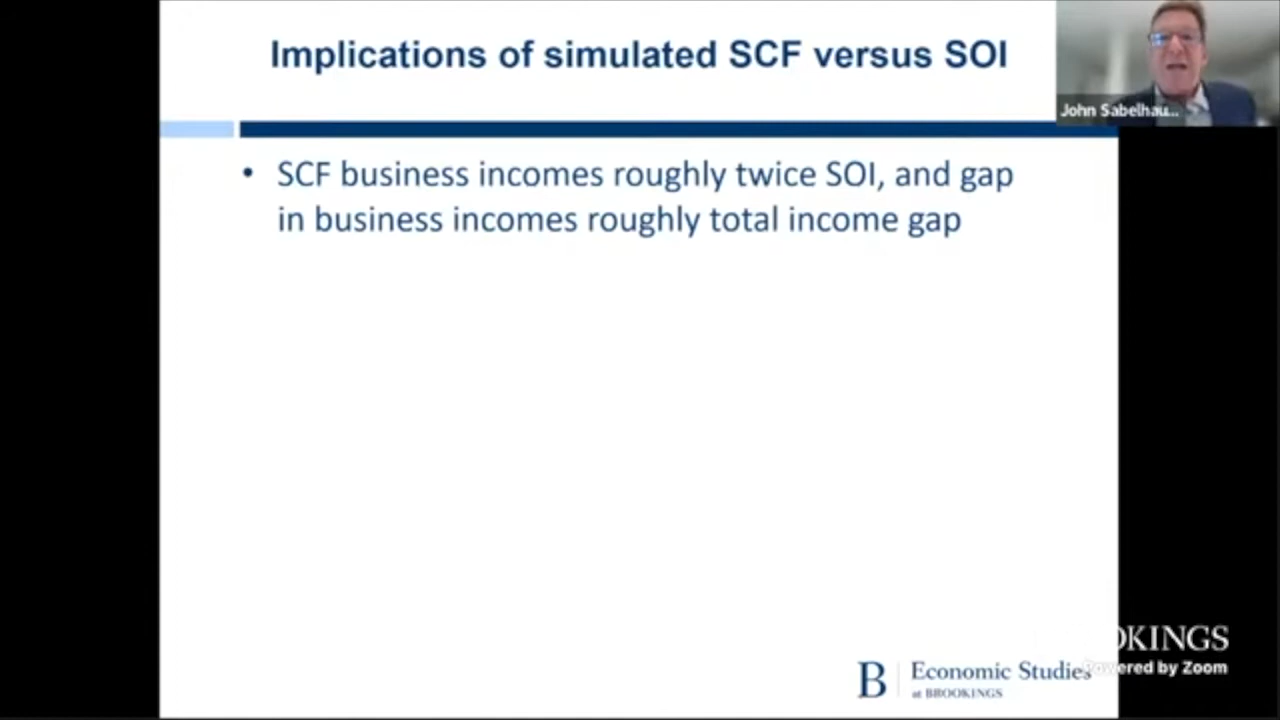 Implications of simulated SCF versus SOI
John Sabelhau...
• SCF business incomes roughly twice SOI, and gap
in business incomes roughly total income gap
OKINGS
Powered by Zoom
B Economic Studies
at BROOKINGS